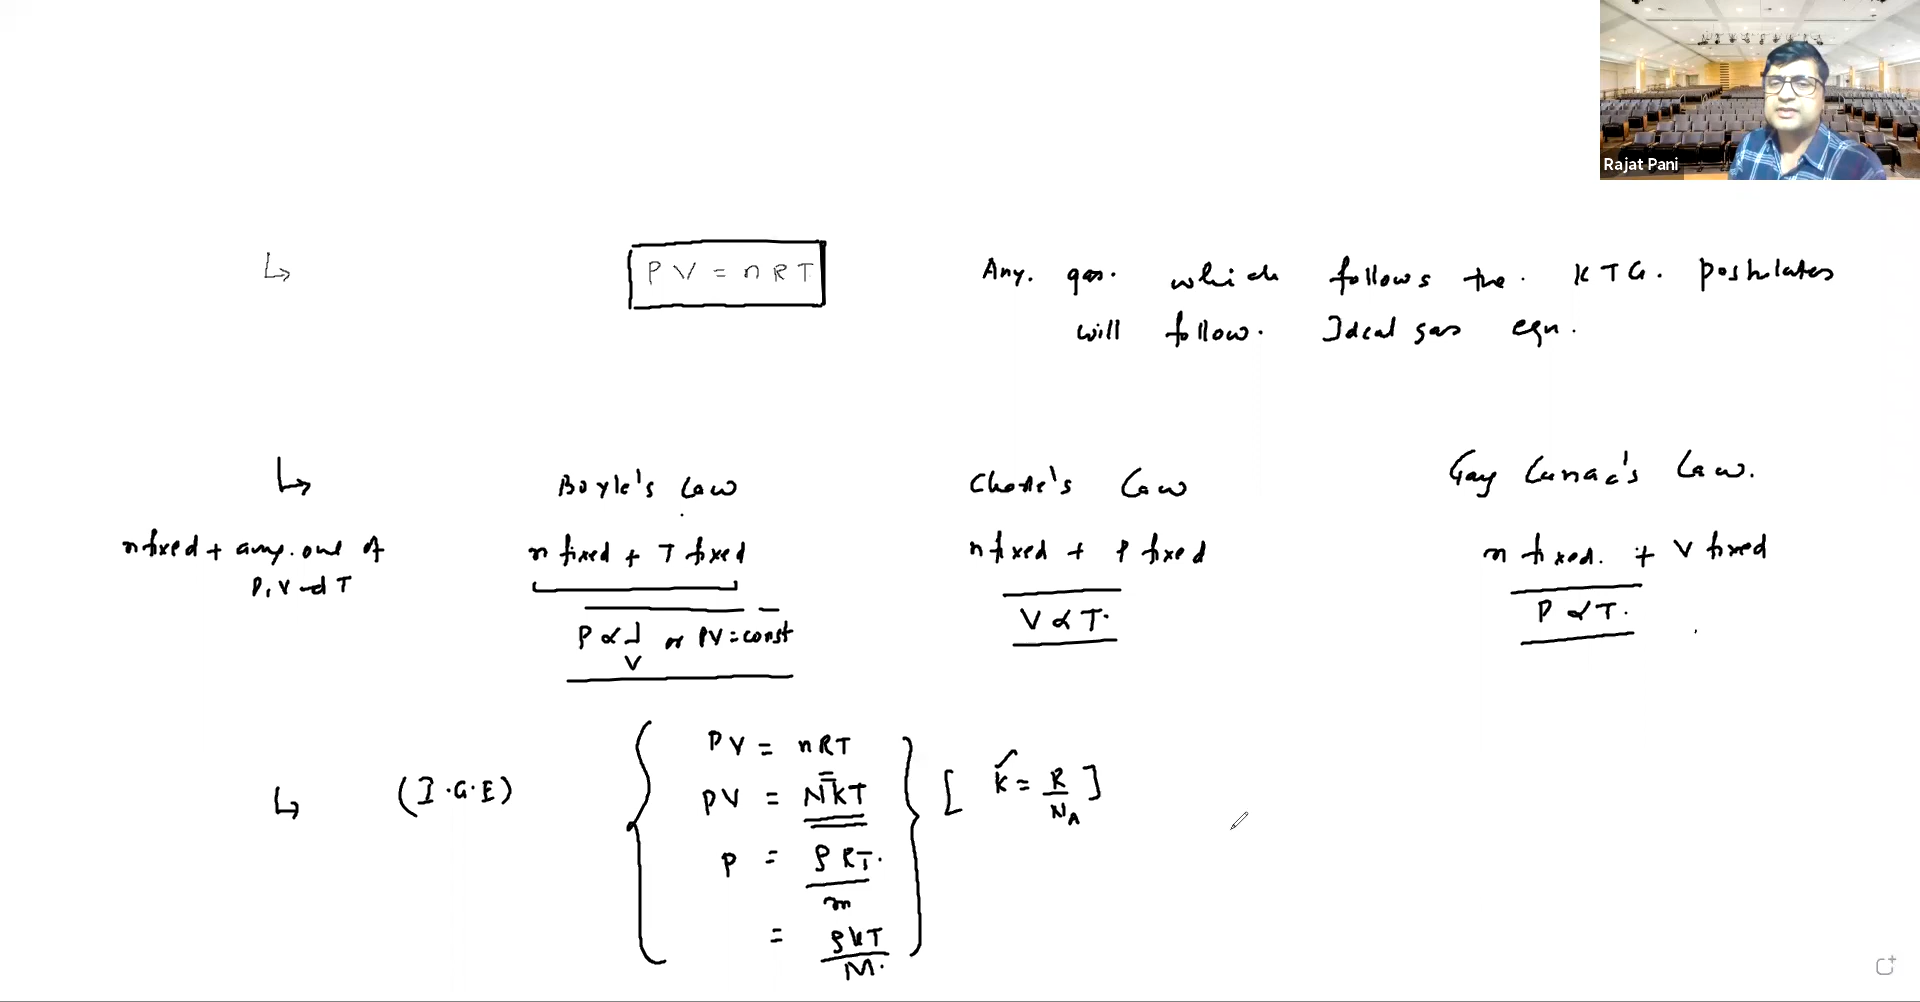 Rajat Pani
↳ PV = nRT Any. gas. which follows the. KTG. postulates
will follow. Ideal gas eqn.
↳ Boyle's Law Charle's Law Gay Lussac's Law.
n fixed + any. one of n fixed + T fixed n fixed + P fixed n fixed. + V fixed
P, V and T
P ∝ 1/V or PV = const V ∝ T. P ∝ T.
↳ (I.G.E) PV = nRT
PV = NkT [k = R/N_A]
P = ρRT./m
= ρkT/M.